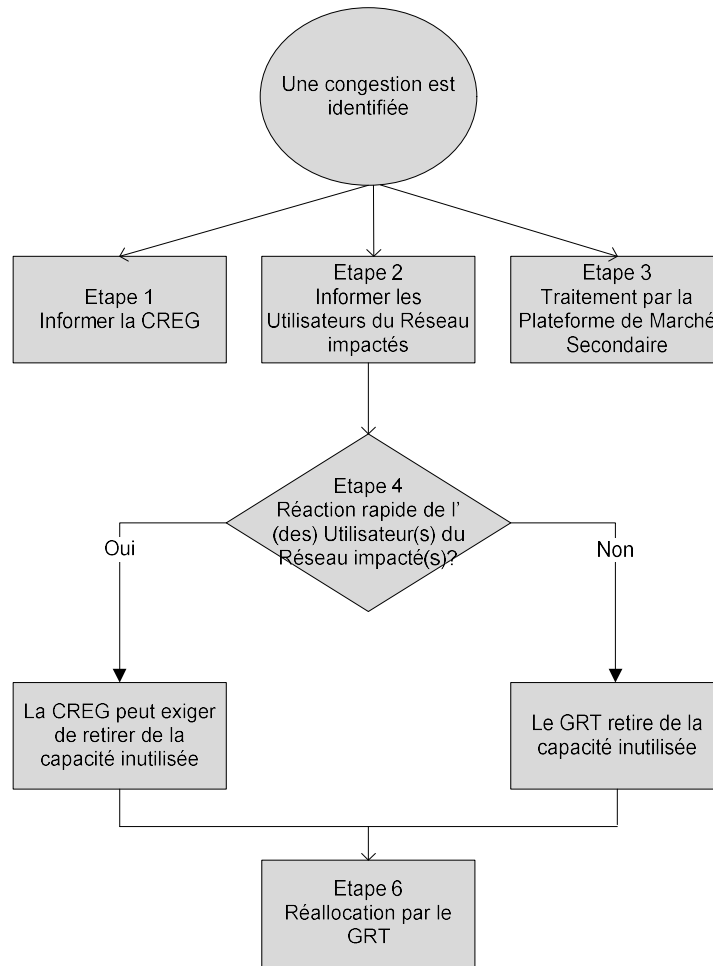 Une congestion est
identifiée
Etape 1
Informer la CREG
Etape 2
Informer les
Utilisateurs du Réseau
impactés
Etape 3
Traitement par la
Plateforme de Marché
Secondaire
Etape 4
Réaction rapide de l'
(des) Utilisateur(s) du
Réseau impacté(s)?
Oui
Non
La CREG peut exiger
de retirer de la
capacité inutilisée
Le GRT retire de la
capacité inutilisée
Etape 6
Réallocation par le
GRT